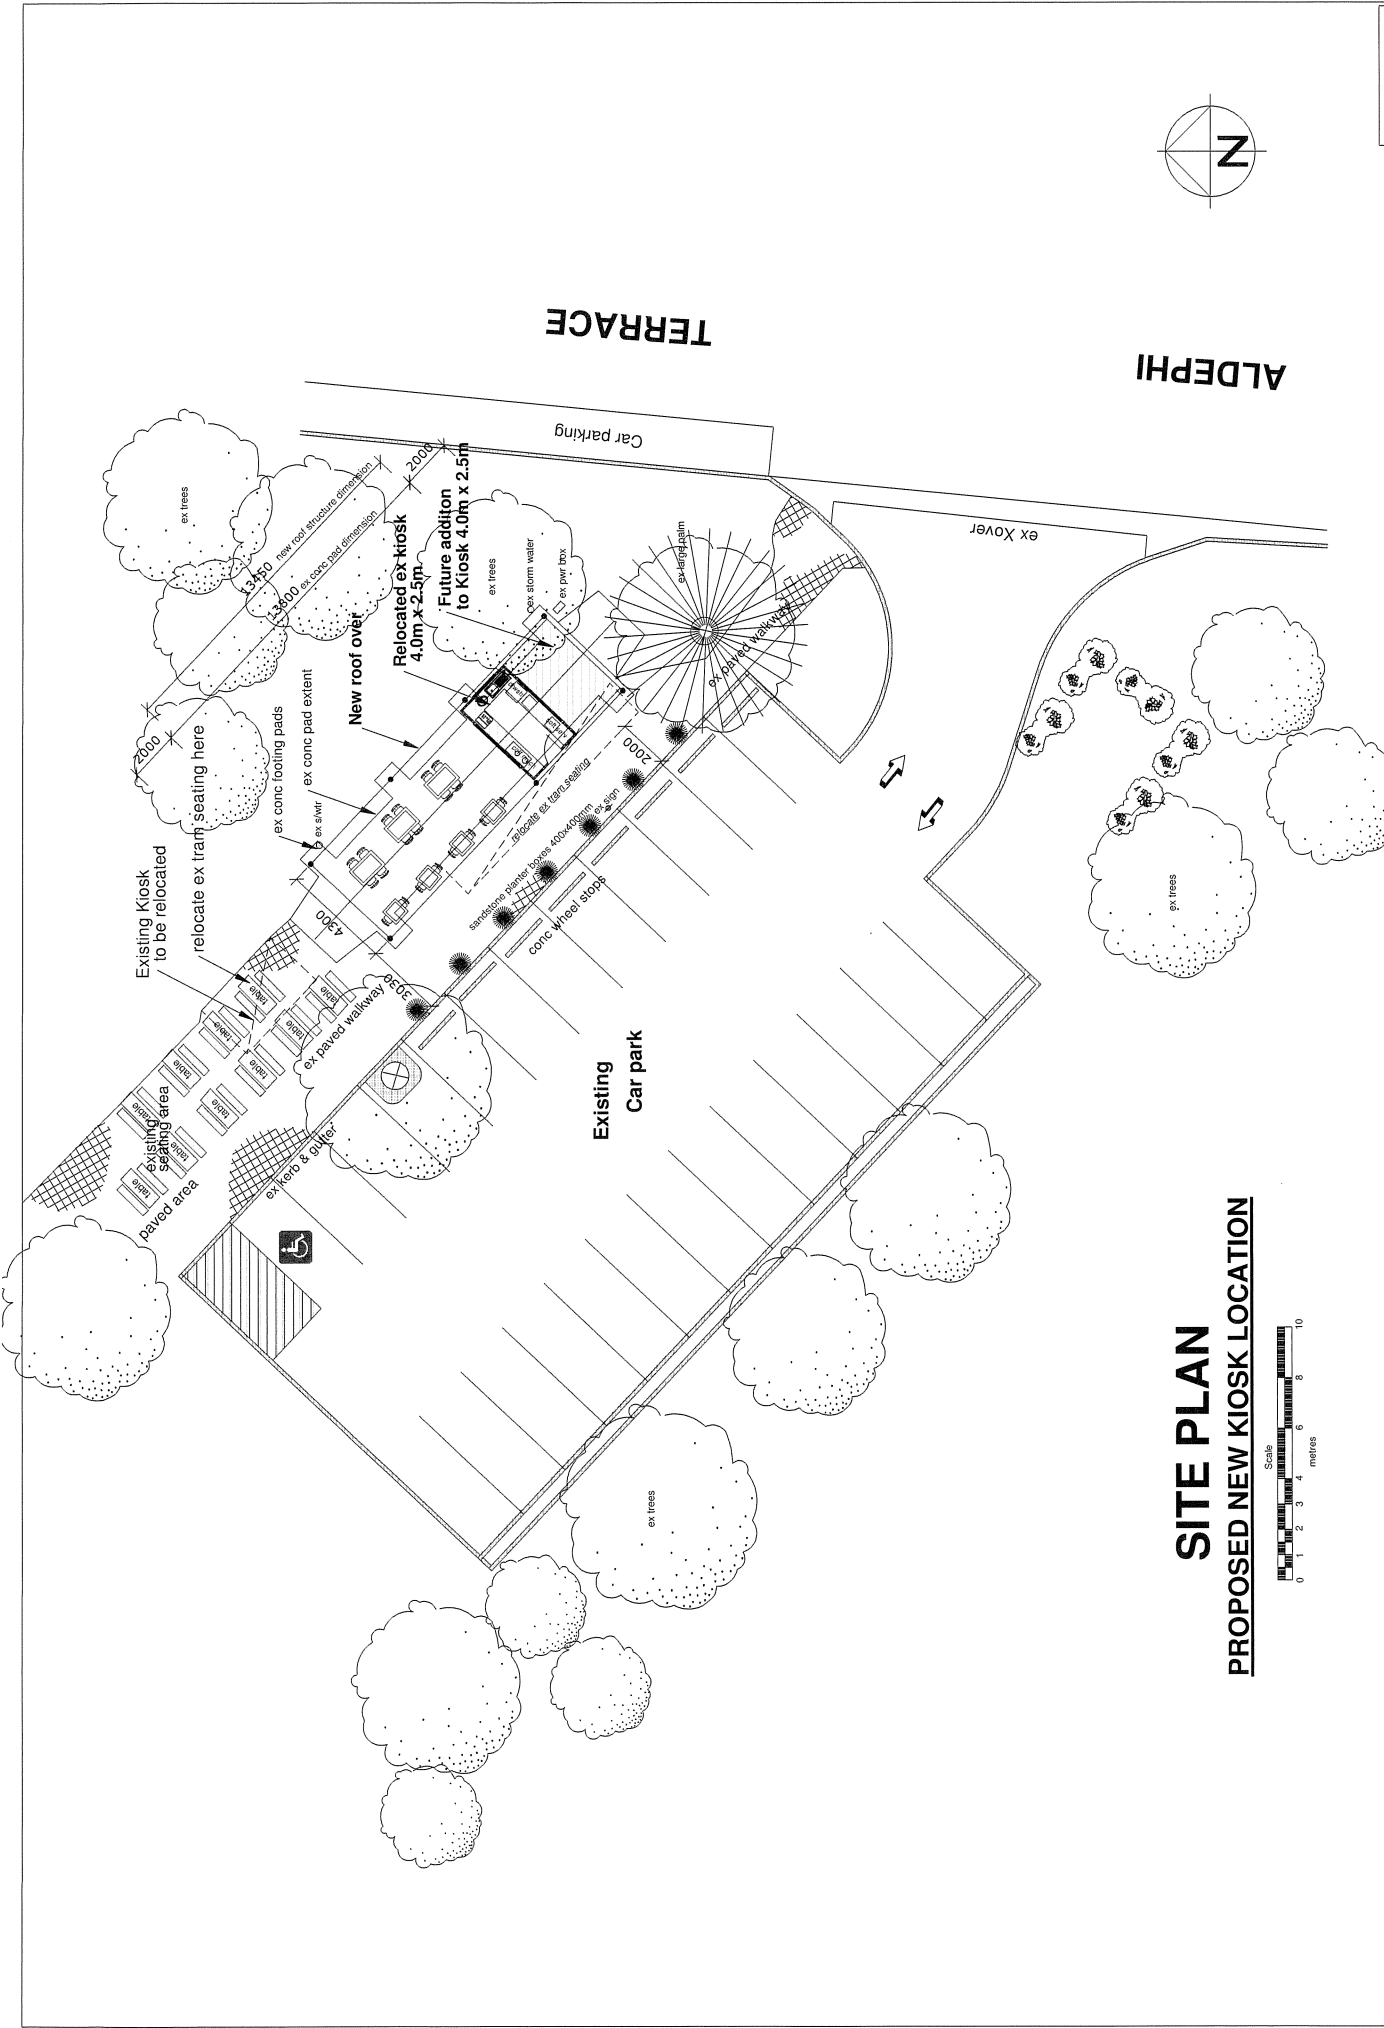 N
TERRACE
ALDEPHI
Car parking
ex Xover
ex trees
2000
new roof structure dimension
13450
13800 ex conc pad dimension
2000
Future additon
to Kiosk 4.0m x 2.5m
Relocated ex kiosk
4.0m x 2.5m
New roof over
ex trees
ex storm water
ex pwr box
ex large palm
ex paved walkway
ex conc pad extent
ex conc footing pads
ex s/wtr
relocate ex tram seating here
Existing Kiosk
to be relocated
4300
relocate ex tram seating
2000
ex sign
sandstone planter boxes 400x400mm
conc wheel stops
3030
ex paved walkway
table
table
table
table
table
table
table
table
table
table
existing
seating area
paved area
ex kerb & gutter
Existing
Car park
ex trees
ex trees
SITE PLAN
PROPOSED NEW KIOSK LOCATION
Scale
0 1 2 3 4 6 8 10
metres